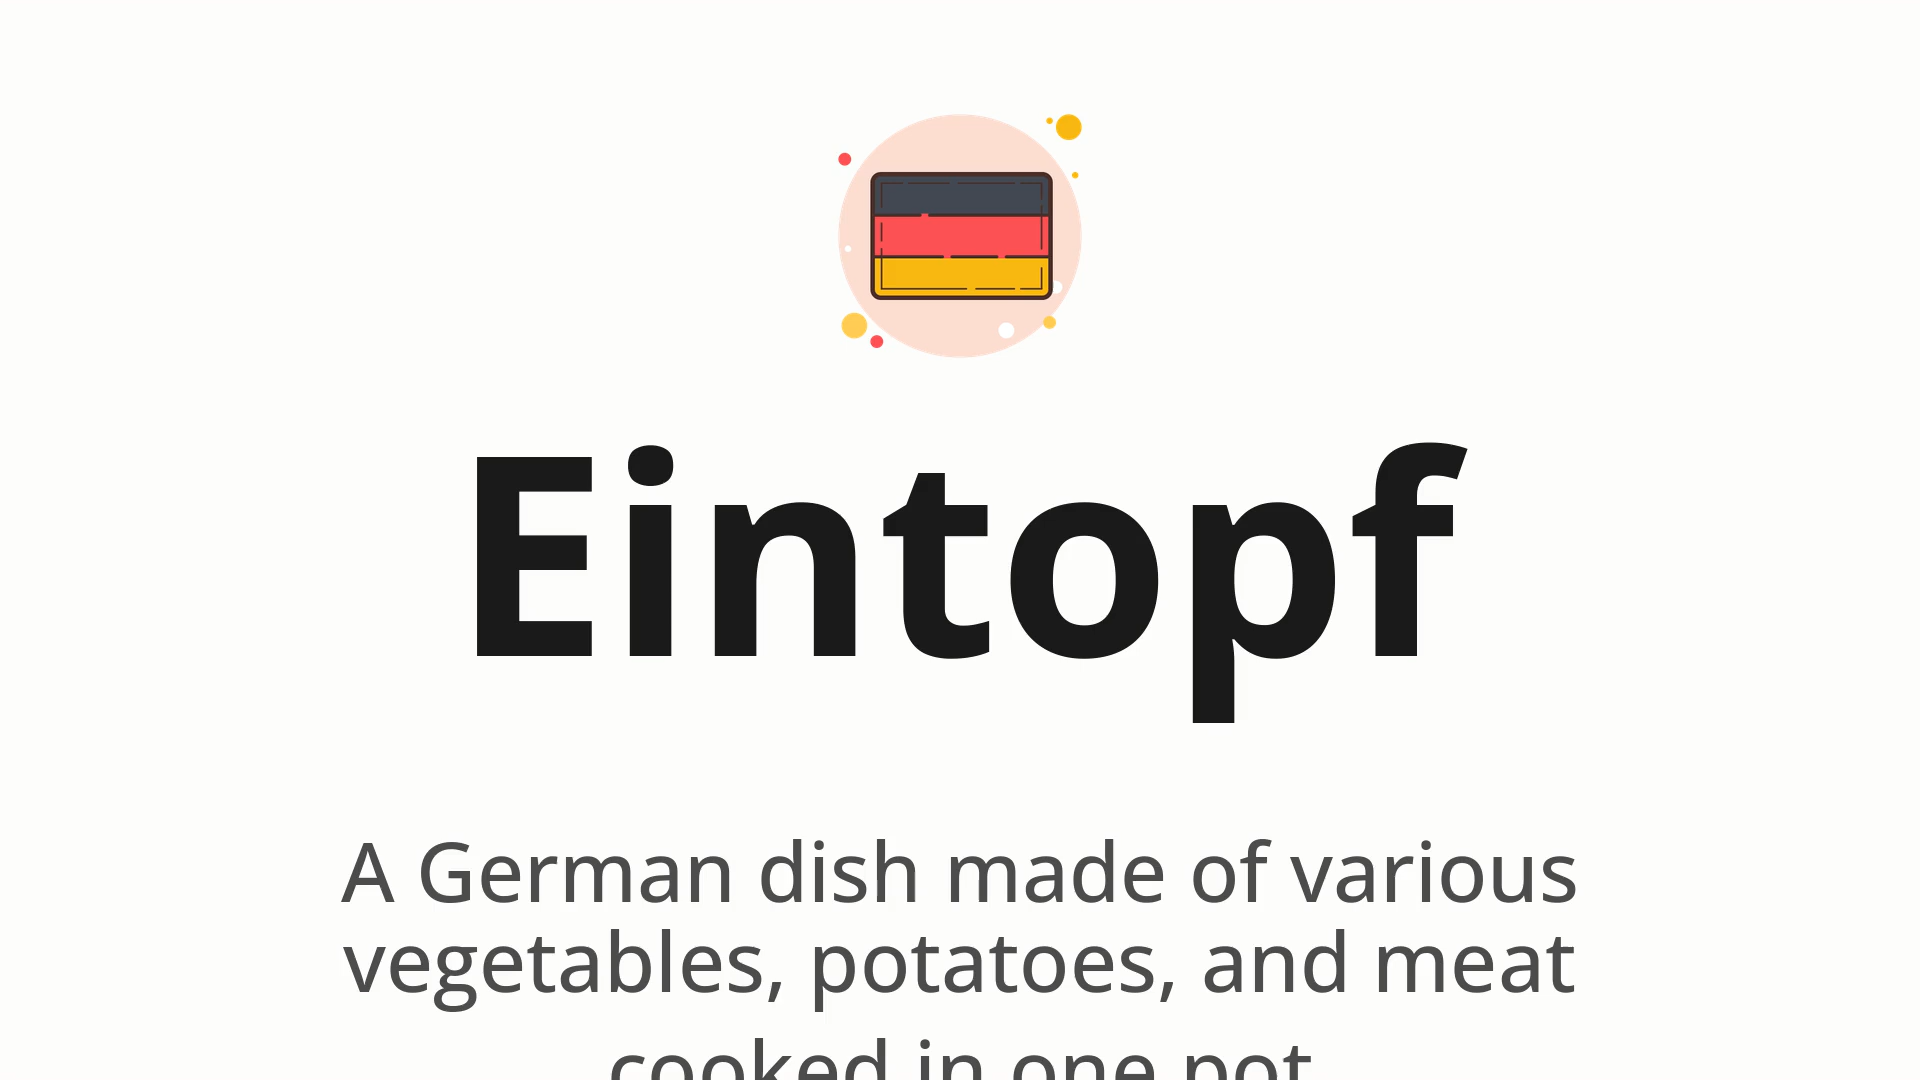 Eintopf
A German dish made of various
vegetables, potatoes, and meat
cooked in one pot